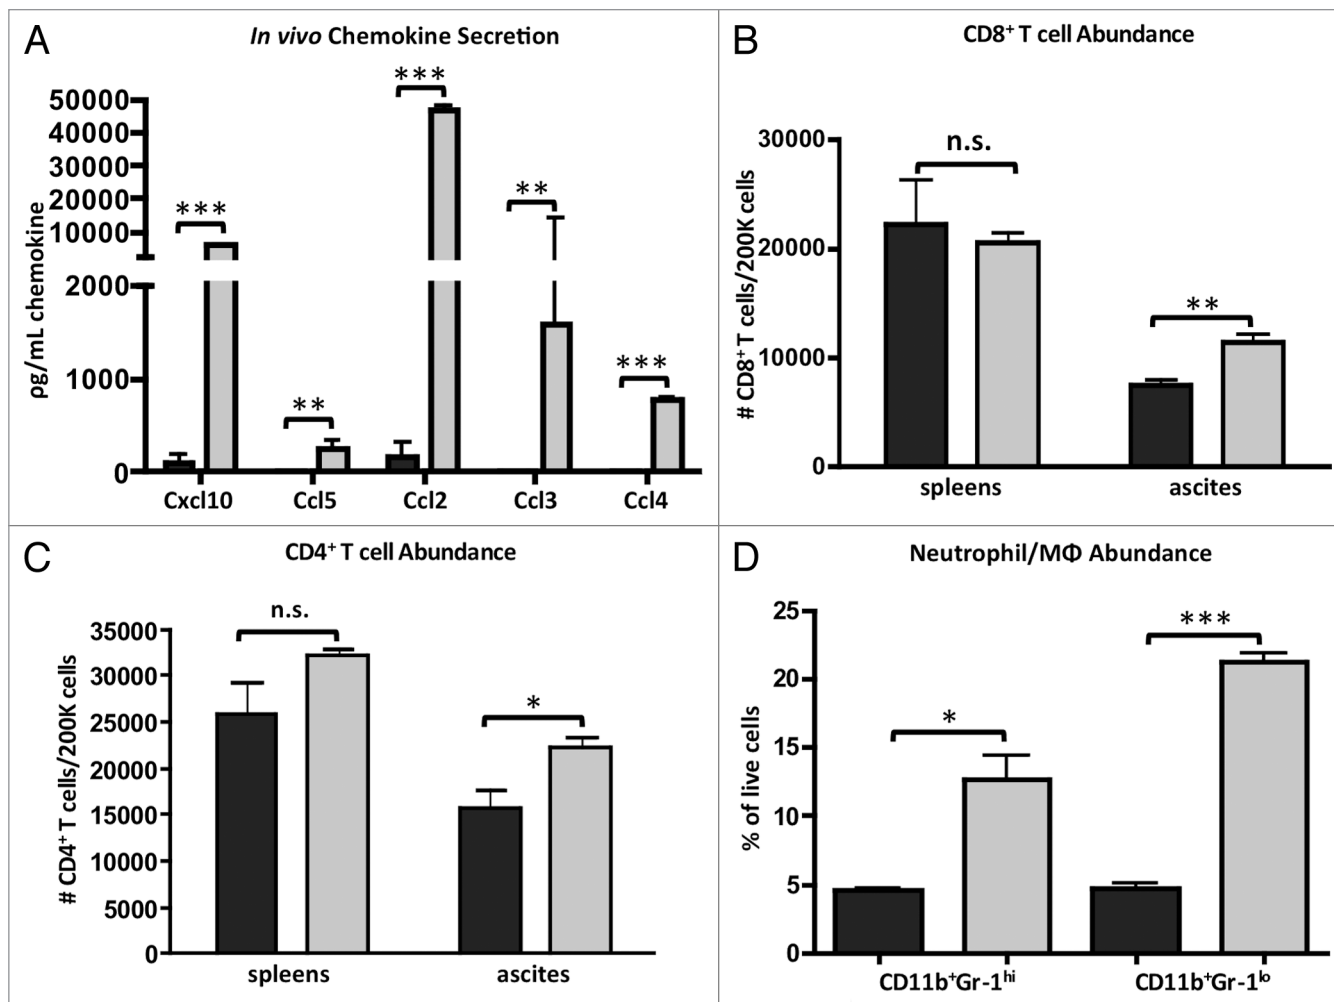 A
In vivo Chemokine Secretion
ρg/mL chemokine
50000
40000
30000
20000
10000
2000
1000
0
***
**
***
**
***
Cxcl10 Ccl5 Ccl2 Ccl3 Ccl4
B
CD8⁺ T cell Abundance
# CD8⁺ T cells/200K cells
30000
20000
10000
0
n.s.
**
spleens ascites
C
CD4⁺ T cell Abundance
# CD4⁺ T cells/200K cells
35000
30000
25000
20000
15000
10000
5000
0
n.s.
*
spleens ascites
D
Neutrophil/MΦ Abundance
% of live cells
25
20
15
10
5
0
*
***
CD11b⁺Gr-1ʰⁱ CD11b⁺Gr-1ˡᵒ